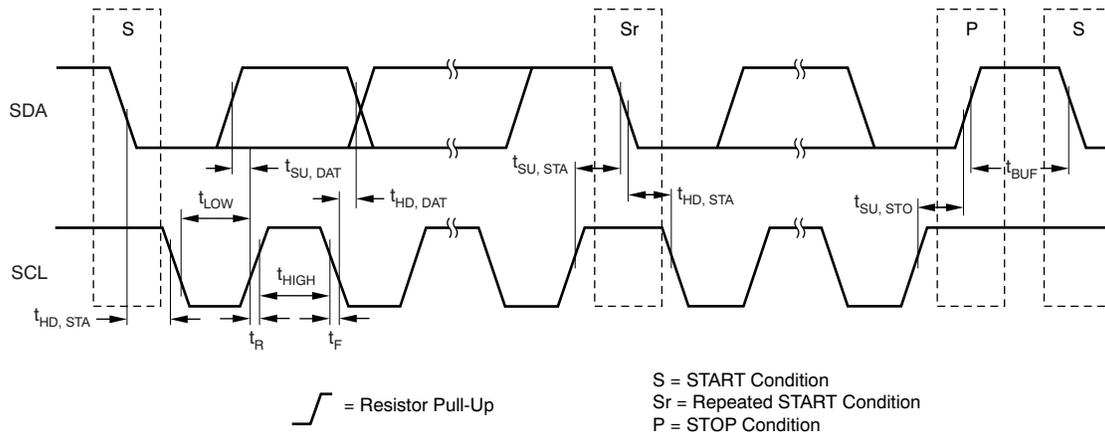 S
Sr
P
S
SDA
tSU, DAT
tSU, STA
tBUF
tLOW
tHD, DAT
tHD, STA
tSU, STO
SCL
tHIGH
tHD, STA
tR
tF
= Resistor Pull-Up
S = START Condition
Sr = Repeated START Condition
P = STOP Condition